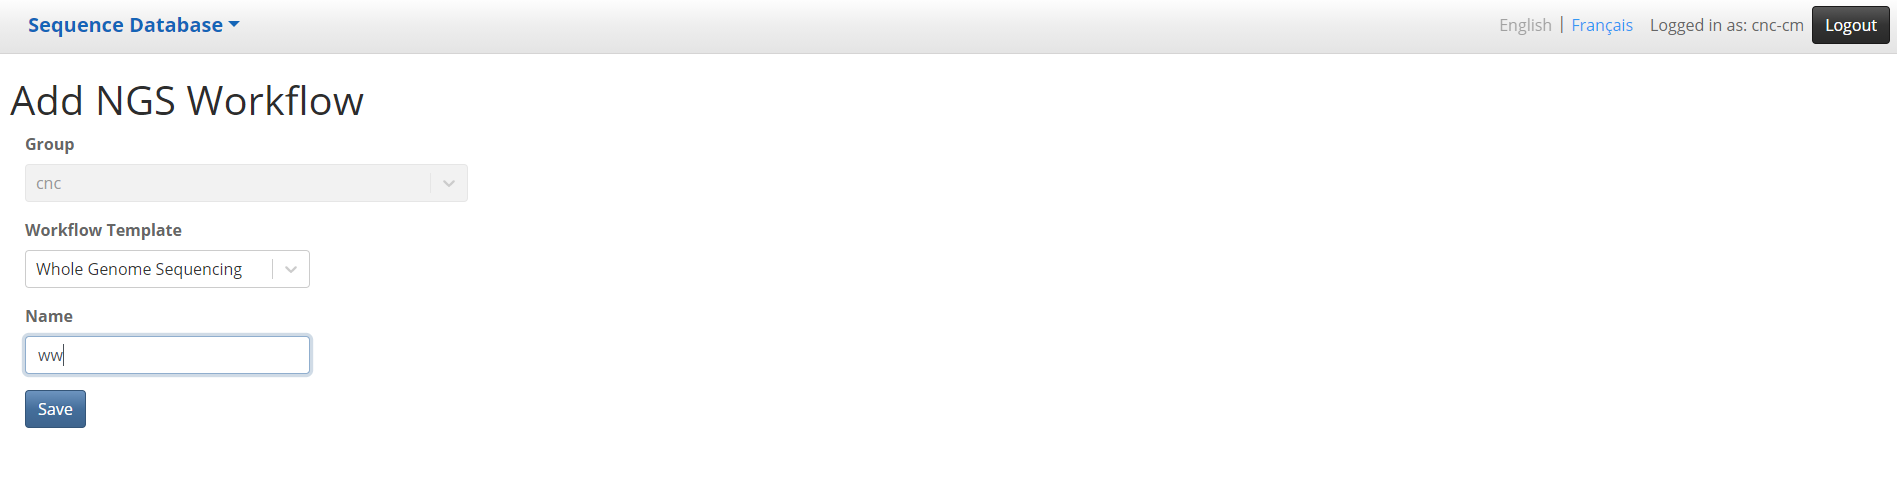 Sequence Database
English | Français Logged in as: cnc-cm Logout
Add NGS Workflow
Group
cnc
Workflow Template
Whole Genome Sequencing
Name
ww
Save